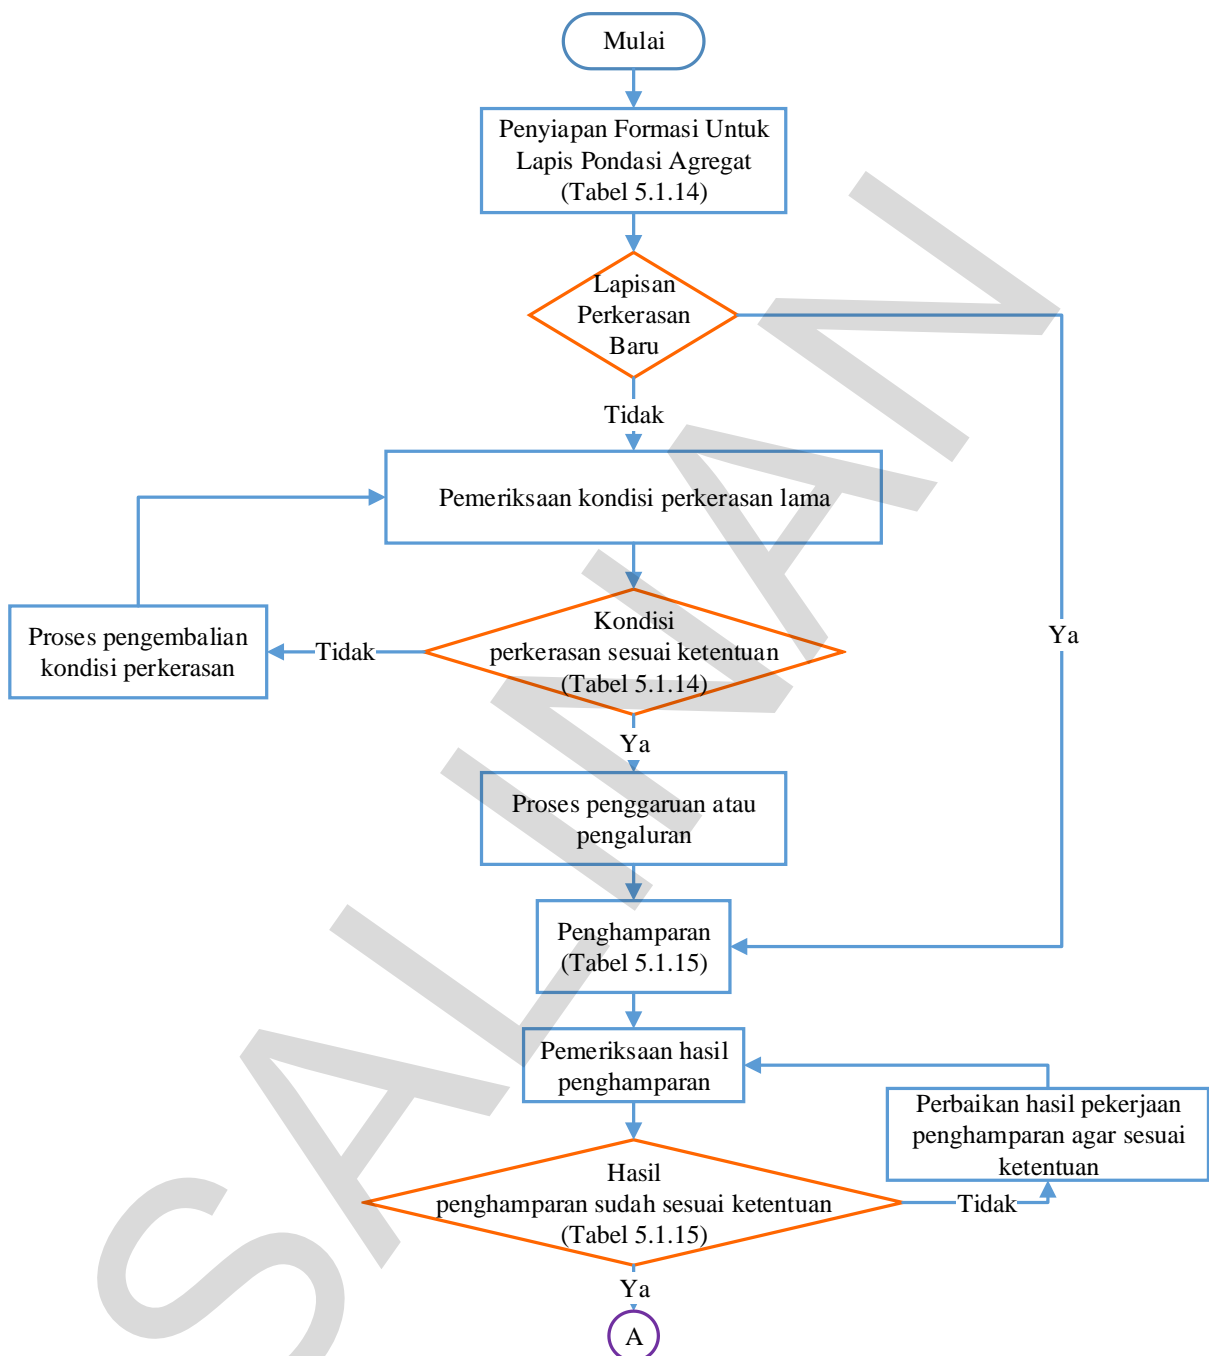 Mulai
Penyiapan Formasi Untuk
Lapis Pondasi Agregat
(Tabel 5.1.14)
Lapisan
Perkerasan
Baru
Tidak
Pemeriksaan kondisi perkerasan lama
Kondisi
perkerasan sesuai ketentuan
(Tabel 5.1.14)
Tidak
Proses pengembalian
kondisi perkerasan
Ya
Ya
Proses penggaruan atau
pengaluran
Penghamparan
(Tabel 5.1.15)
Pemeriksaan hasil
penghamparan
Perbaikan hasil pekerjaan
penghamparan agar sesuai
ketentuan
Hasil
penghamparan sudah sesuai ketentuan
(Tabel 5.1.15)
Tidak
Ya
A
SALINAN